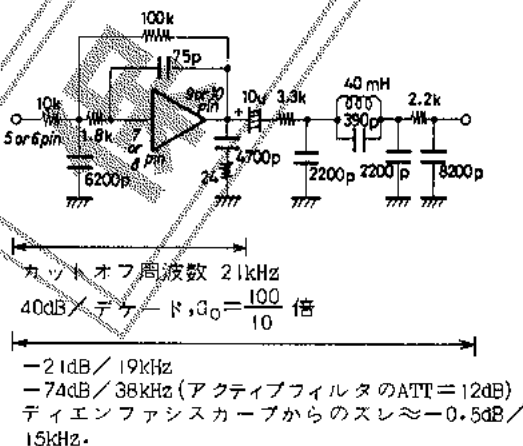 100k
75p
9 or 10 pin
10k
1.8k
5 or 6 pin
7 or 8 pin
6200p
4700p
24
10μ
+
3.3k
40 mH
390p
2.2k
2200p
2200p
8200p
カットオフ周波数 21kHz
40dB/デケード, G₀=100/10 倍
-21dB/19kHz
-74dB/38kHz(アクティブフィルタのATT=12dB)
ディエンファシスカーブからのズレ≈-0.5dB/
15kHz.